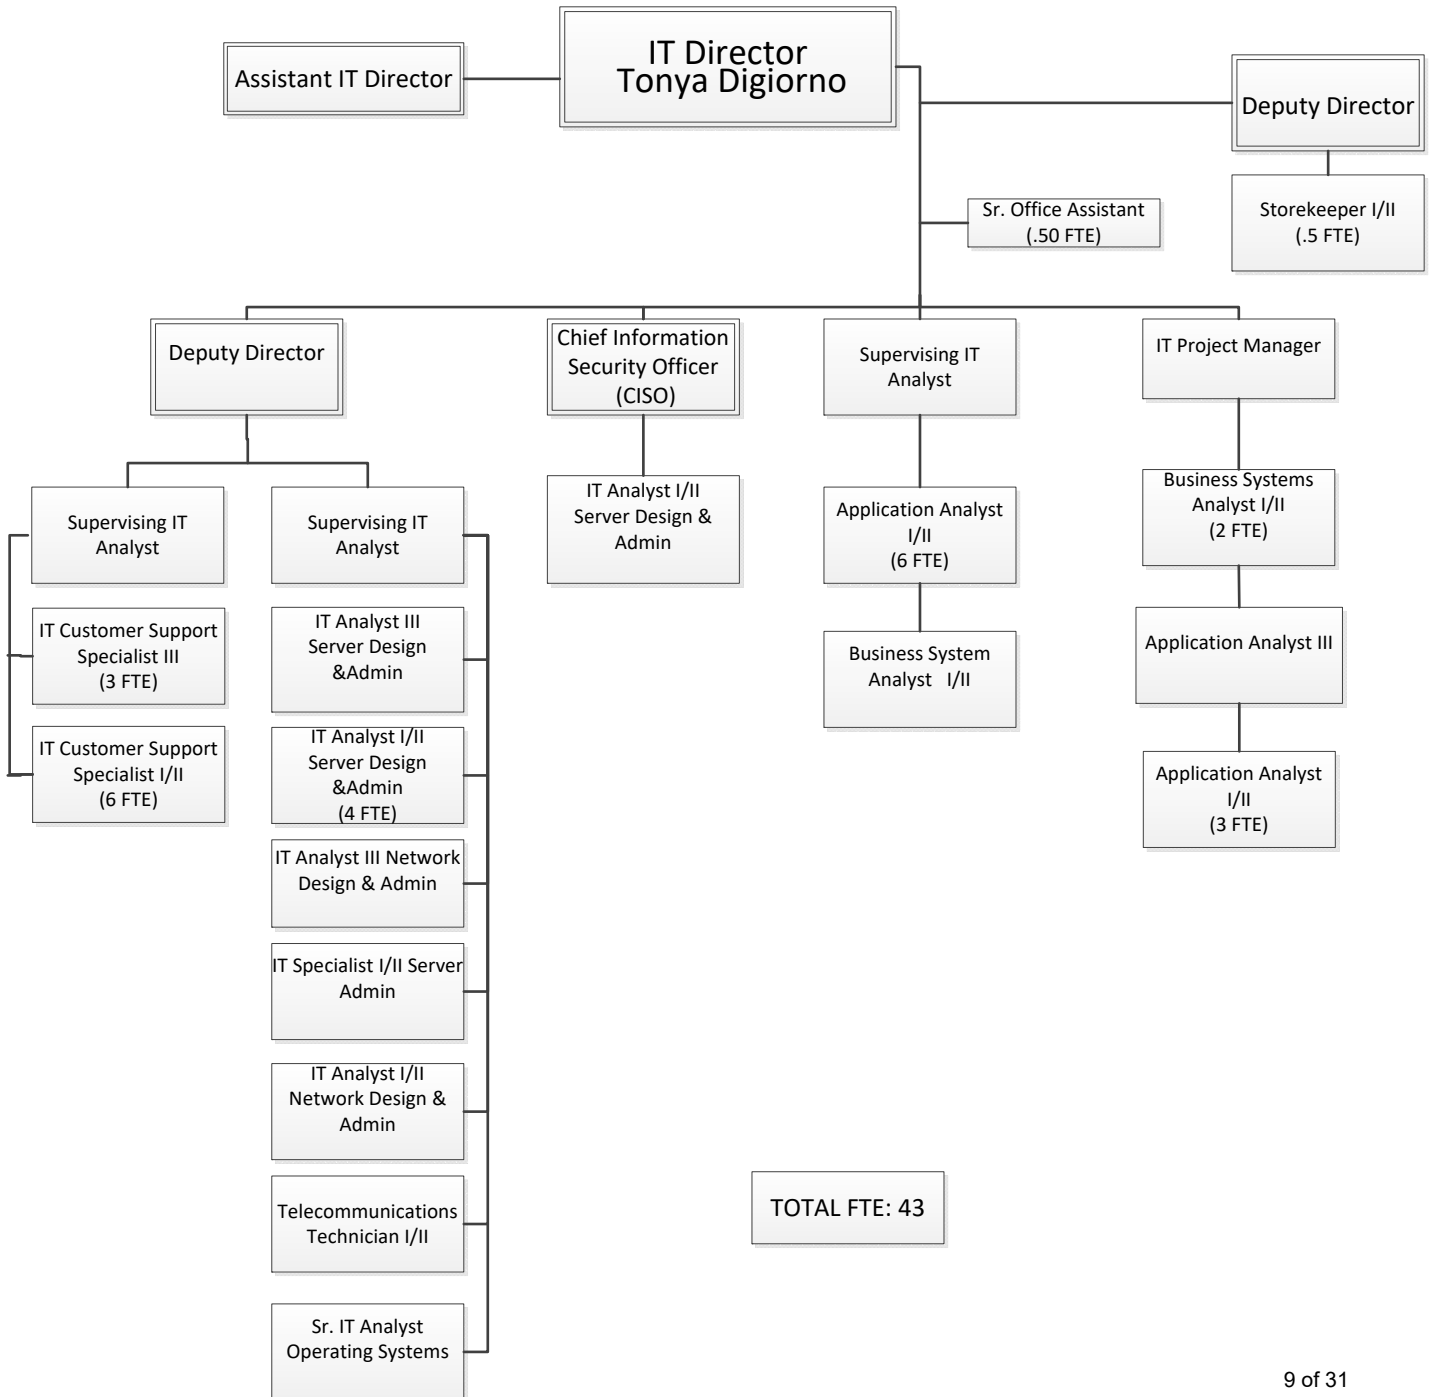 IT Director
Tonya Digiorno
Assistant IT Director
Deputy Director
Sr. Office Assistant
(.50 FTE)
Storekeeper I/II
(.5 FTE)
Deputy Director
Chief Information
Security Officer
(CISO)
Supervising IT
Analyst
IT Project Manager
Supervising IT
Analyst
IT Customer Support
Specialist III
(3 FTE)
IT Customer Support
Specialist I/II
(6 FTE)
Supervising IT
Analyst
IT Analyst III
Server Design
&Admin
IT Analyst I/II
Server Design
&Admin
(4 FTE)
IT Analyst III Network
Design & Admin
IT Specialist I/II Server
Admin
IT Analyst I/II
Network Design &
Admin
Telecommunications
Technician I/II
Sr. IT Analyst
Operating Systems
IT Analyst I/II
Server Design &
Admin
Application Analyst
I/II
(6 FTE)
Business System
Analyst I/II
Business Systems
Analyst I/II
(2 FTE)
Application Analyst III
Application Analyst
I/II
(3 FTE)
TOTAL FTE: 43
9 of 31